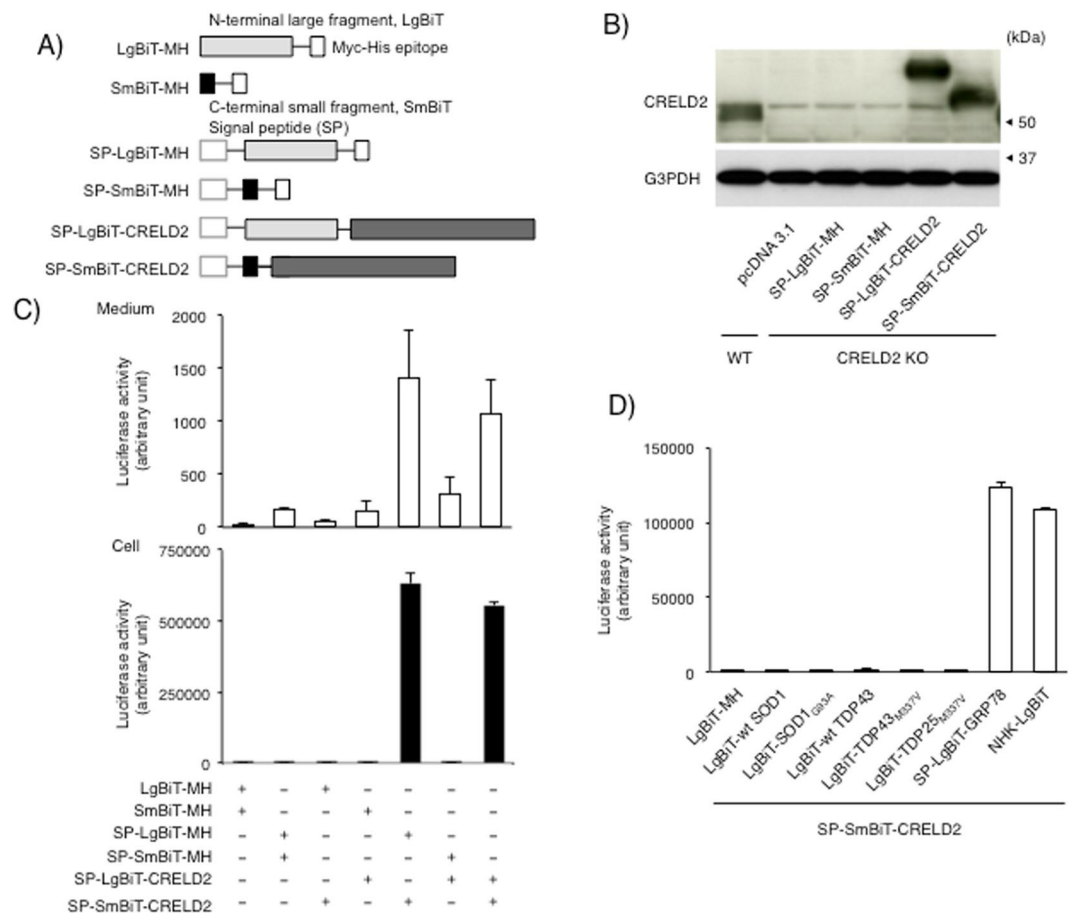 A)
N-terminal large fragment, LgBiT
LgBiT-MH
Myc-His epitope
SmBiT-MH
C-terminal small fragment, SmBiT
Signal peptide (SP)
SP-LgBiT-MH
SP-SmBiT-MH
SP-LgBiT-CRELD2
SP-SmBiT-CRELD2
B)
(kDa)
CRELD2
◄ 50
◄ 37
G3PDH
pcDNA 3.1
SP-LgBiT-MH
SP-SmBiT-MH
SP-LgBiT-CRELD2
SP-SmBiT-CRELD2
WT
CRELD2 KO
C)
Medium
Luciferase activity
(arbitrary unit)
2000
1500
1000
500
0
Cell
Luciferase activity
(arbitrary unit)
750000
500000
250000
0
LgBiT-MH + – + – – – –
SmBiT-MH + – – + – – –
SP-LgBiT-MH – + – – + – –
SP-SmBiT-MH – + – – – + –
SP-LgBiT-CRELD2 – – – + – + +
SP-SmBiT-CRELD2 – – + – + – +
D)
Luciferase activity
(arbitrary unit)
150000
100000
50000
0
LgBiT-MH
LgBiT-wt SOD1
LgBiT-SOD1G93A
LgBiT-wt TDP43
LgBiT-TDP43M337V
LgBiT-TDP25M337V
SP-LgBiT-GRP78
NHK-LgBiT
SP-SmBiT-CRELD2